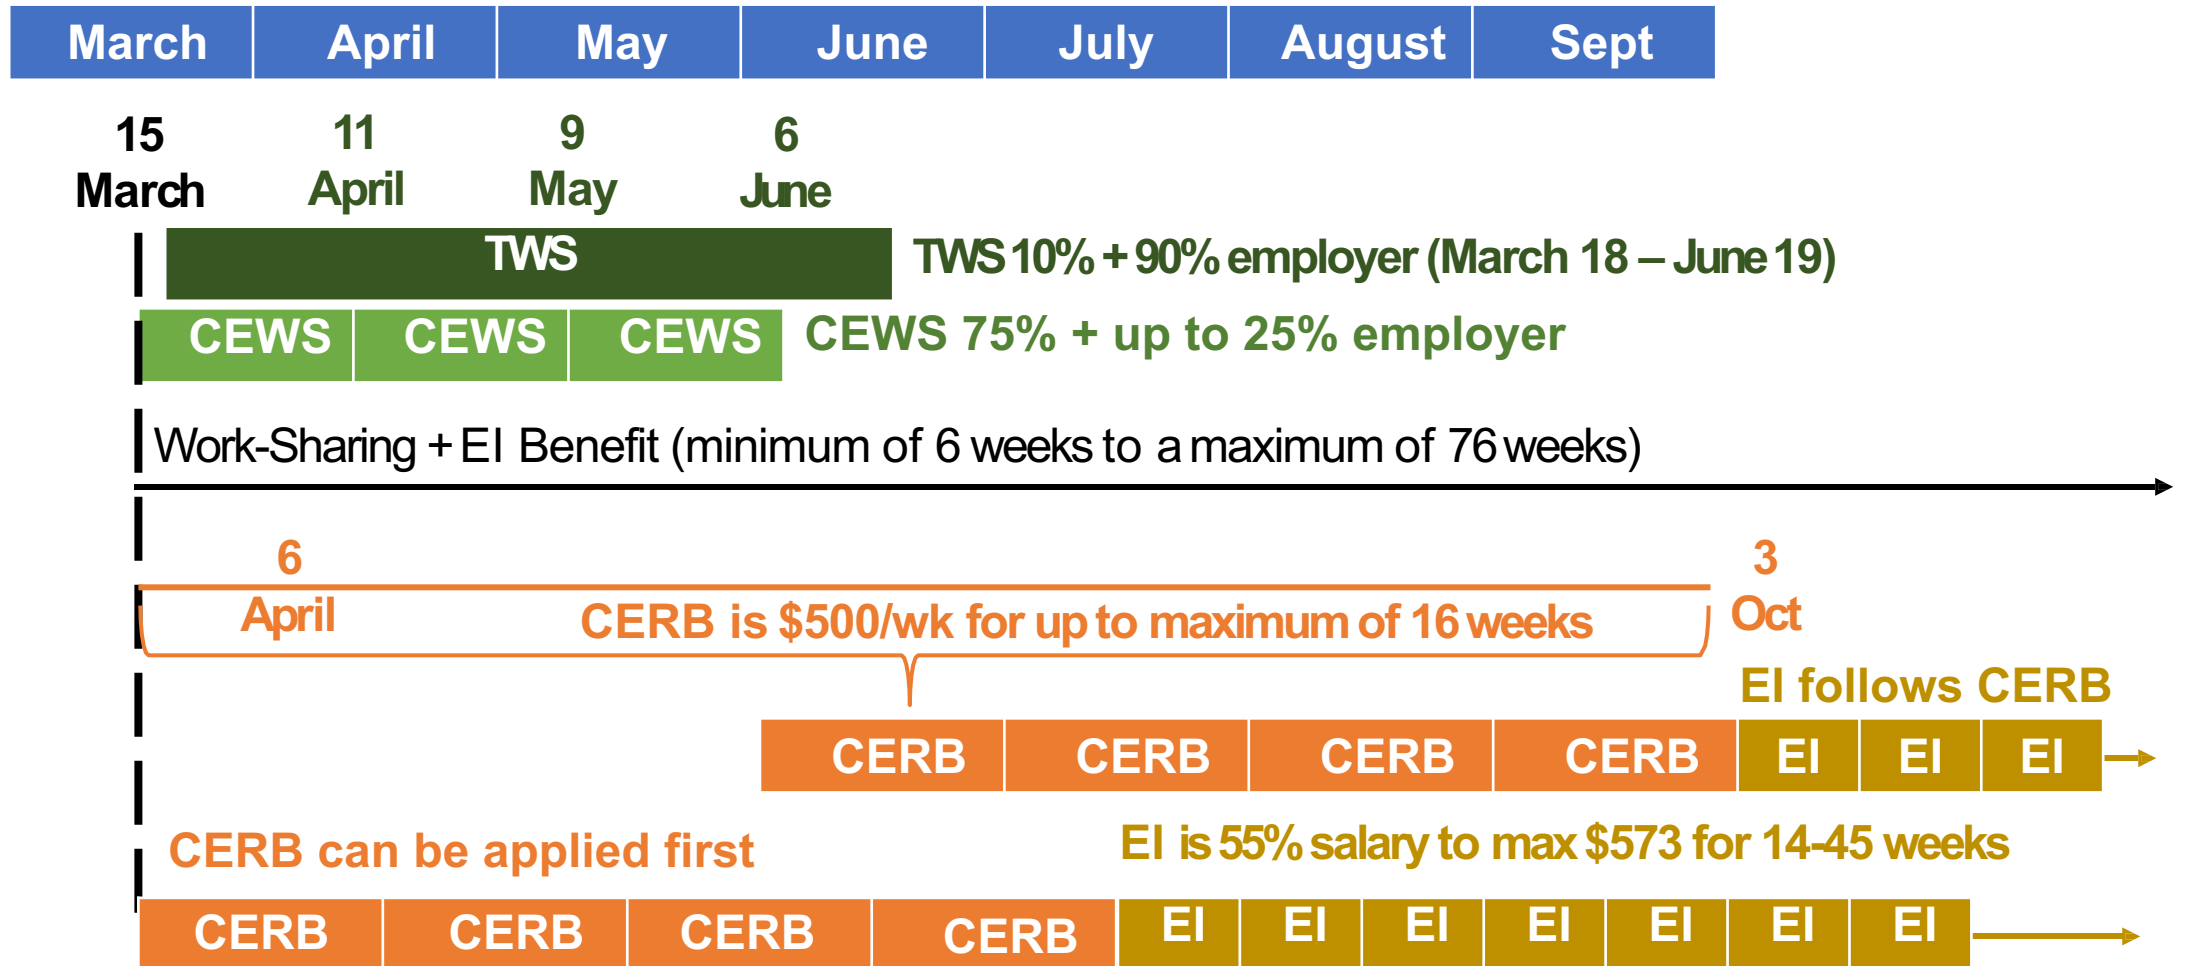 March April May June July August Sept
15 11 9 6
March April May June
TWS
TWS 10% + 90% employer (March 18 – June 19)
CEWS CEWS CEWS
CEWS 75% + up to 25% employer
Work-Sharing + EI Benefit (minimum of 6 weeks to a maximum of 76 weeks)
6
April
3
Oct
CERB is $500/wk for up to maximum of 16 weeks
EI follows CERB
CERB CERB CERB CERB EI EI EI
CERB can be applied first
EI is 55% salary to max $573 for 14-45 weeks
CERB CERB CERB CERB EI EI EI EI EI EI EI